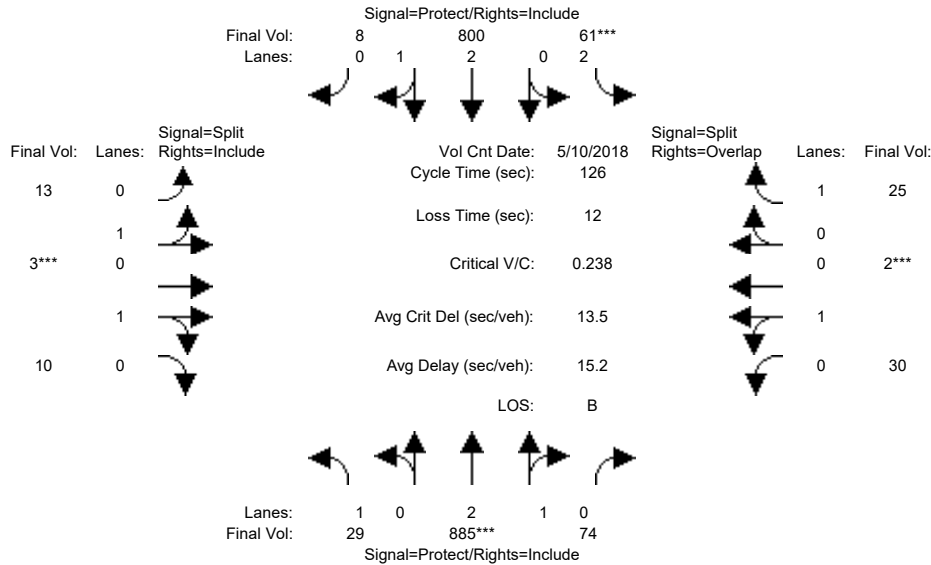 Signal=Protect/Rights=Include
Final Vol: 8 800 61***
Lanes: 0 1 2 0 2
Signal=Split Signal=Split
Final Vol: Lanes: Rights=Include Vol Cnt Date: 5/10/2018 Rights=Overlap Lanes: Final Vol:
Cycle Time (sec): 126
13 0 1 25
Loss Time (sec): 12
1 0
3*** 0 Critical V/C: 0.238 0 2***
1 Avg Crit Del (sec/veh): 13.5 1
10 0 Avg Delay (sec/veh): 15.2 0 30
LOS: B
Lanes: 1 0 2 1 0
Final Vol: 29 885*** 74
Signal=Protect/Rights=Include